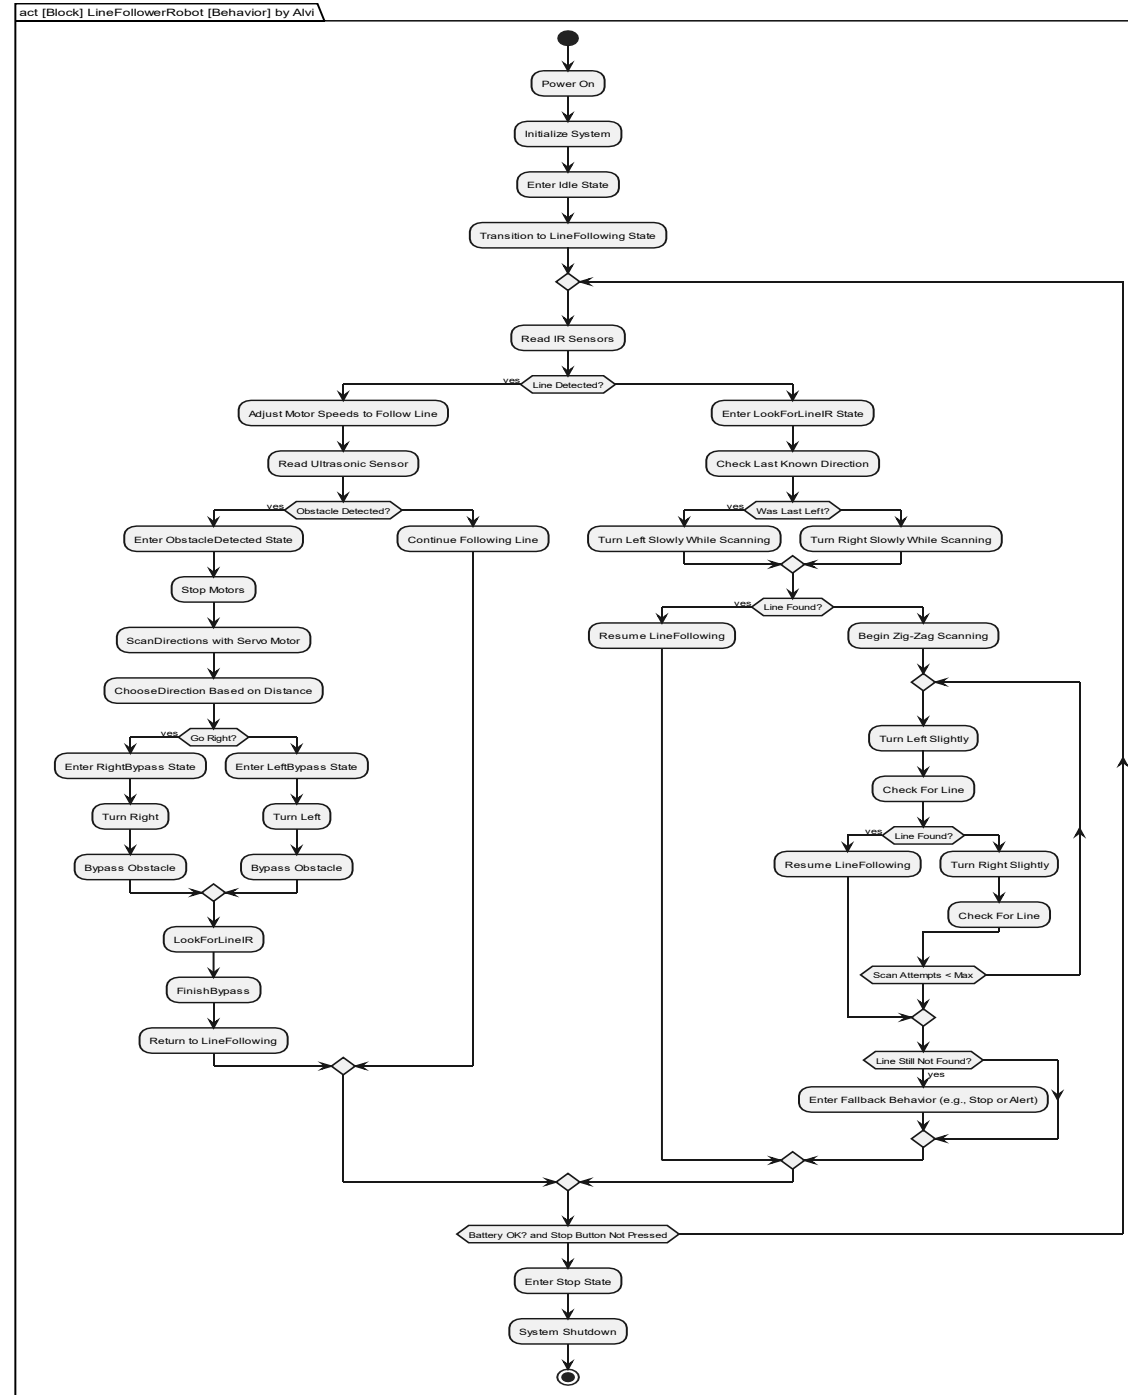 act [Block] LineFollowerRobot [Behavior] by Alvi
Power On
Initialize System
Enter Idle State
Transition to LineFollowing State
Read IR Sensors
yes
Line Detected?
Adjust Motor Speeds to Follow Line
Read Ultrasonic Sensor
yes
Obstacle Detected?
Enter ObstacleDetected State
Stop Motors
ScanDirections with Servo Motor
ChooseDirection Based on Distance
yes
Go Right?
Enter RightBypass State
Turn Right
Bypass Obstacle
Enter LeftBypass State
Turn Left
Bypass Obstacle
LookForLineIR
FinishBypass
Return to LineFollowing
Continue Following Line
Enter LookForLineIR State
Check Last Known Direction
yes
Was Last Left?
Turn Left Slowly While Scanning
Turn Right Slowly While Scanning
yes
Line Found?
Resume LineFollowing
Begin Zig-Zag Scanning
Turn Left Slightly
Check For Line
yes
Line Found?
Resume LineFollowing
Turn Right Slightly
Check For Line
Scan Attempts < Max
Line Still Not Found?
yes
Enter Fallback Behavior (e.g., Stop or Alert)
Battery OK? and Stop Button Not Pressed
Enter Stop State
System Shutdown